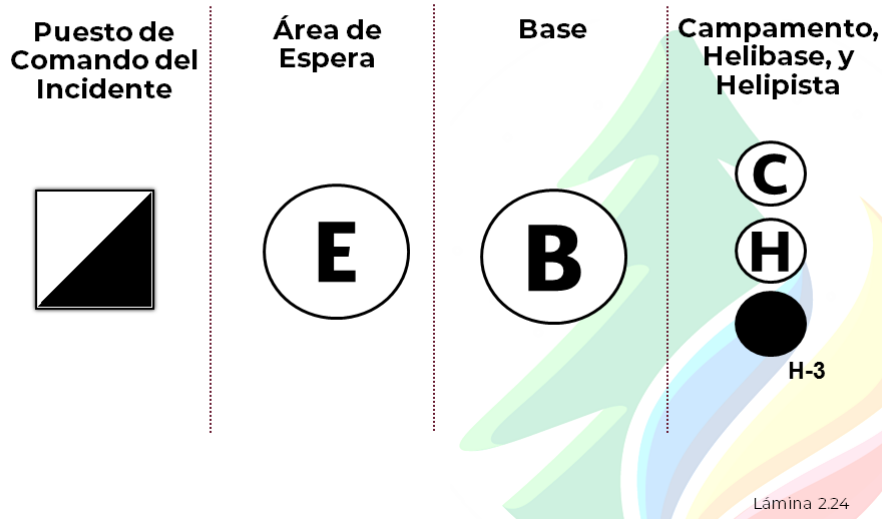 Puesto de
Comando del
Incidente
Área de
Espera
Base
Campamento,
Helibase, y
Helipista
E
B
C
H
H-3
Lámina 2.24